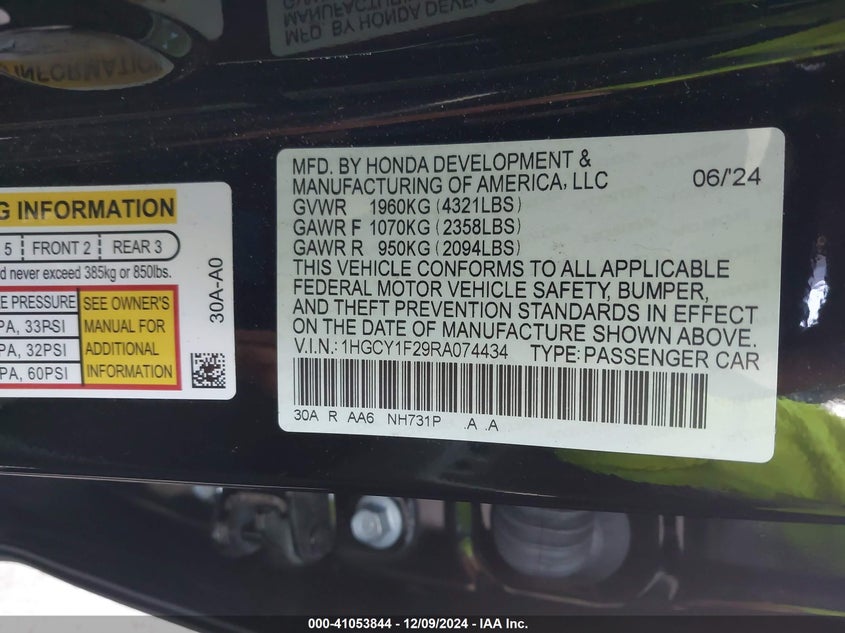 MFD. BY HONDA DEVELOPMENT &
MANUFACTURING OF AMERICA, LLC 06/'24
GVWR 1960KG (4321LBS)
GAWR F 1070KG (2358LBS)
GAWR R 950KG (2094LBS)
THIS VEHICLE CONFORMS TO ALL APPLICABLE
FEDERAL MOTOR VEHICLE SAFETY, BUMPER,
AND THEFT PREVENTION STANDARDS IN EFFECT
ON THE DATE OF MANUFACTURE SHOWN ABOVE.
V.I.N.: 1HGCY1F29RA074434 TYPE: PASSENGER CAR
30A R AA6 NH731P .A .A
INFORMATION
5 FRONT 2 REAR 3
never exceed 385kg or 850lbs.
PRESSURE SEE OWNER'S
33PSI MANUAL FOR
32PSI ADDITIONAL
60PSI INFORMATION
30A-A0
000-41053844 / 12/09/2024 - IAA Inc.